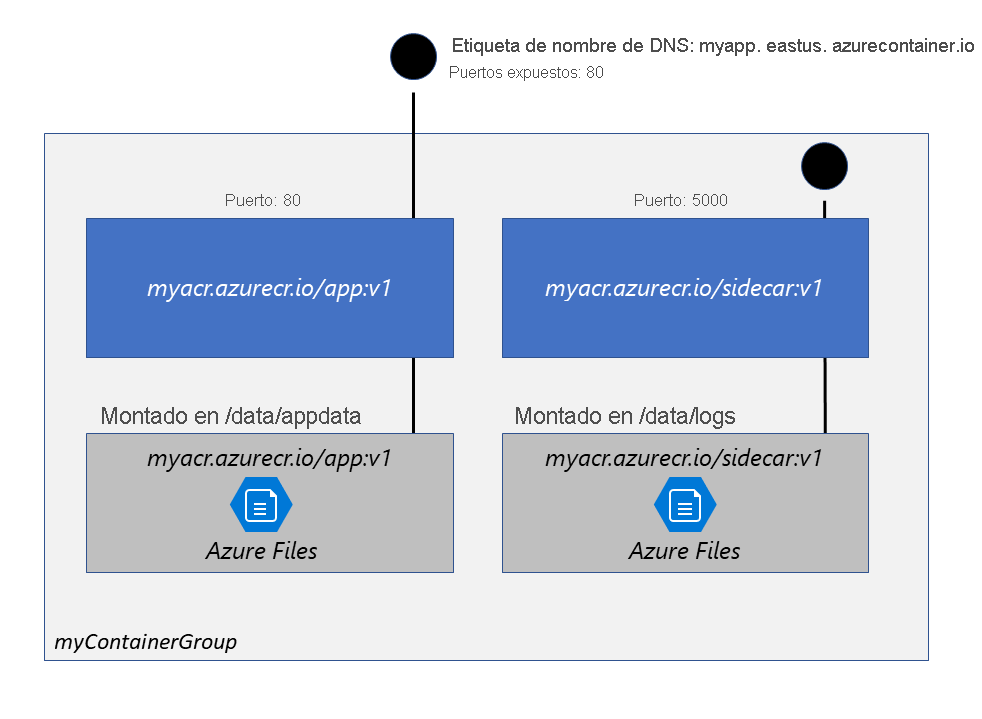 Etiqueta de nombre de DNS: myapp. eastus. azurecontainer.io
Puertos expuestos: 80
Puerto: 80
Puerto: 5000
myacr.azurecr.io/app:v1
myacr.azurecr.io/sidecar:v1
Montado en /data/appdata
Montado en /data/logs
myacr.azurecr.io/app:v1
myacr.azurecr.io/sidecar:v1
Azure Files
Azure Files
myContainerGroup